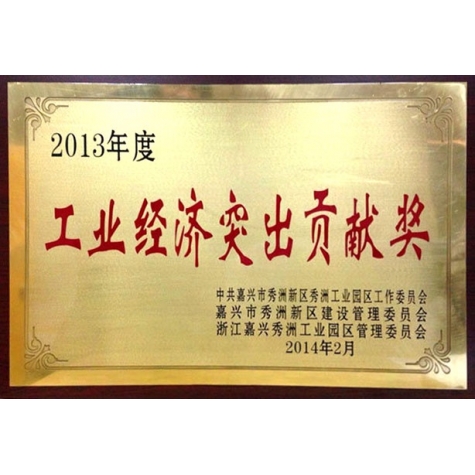 2013年度
工业经济突出贡献奖
中共嘉兴市秀洲新区秀洲工业园区工作委员会
嘉兴市秀洲新区建设管理委员会
浙江嘉兴秀洲工业园区管理委员会
2014年2月